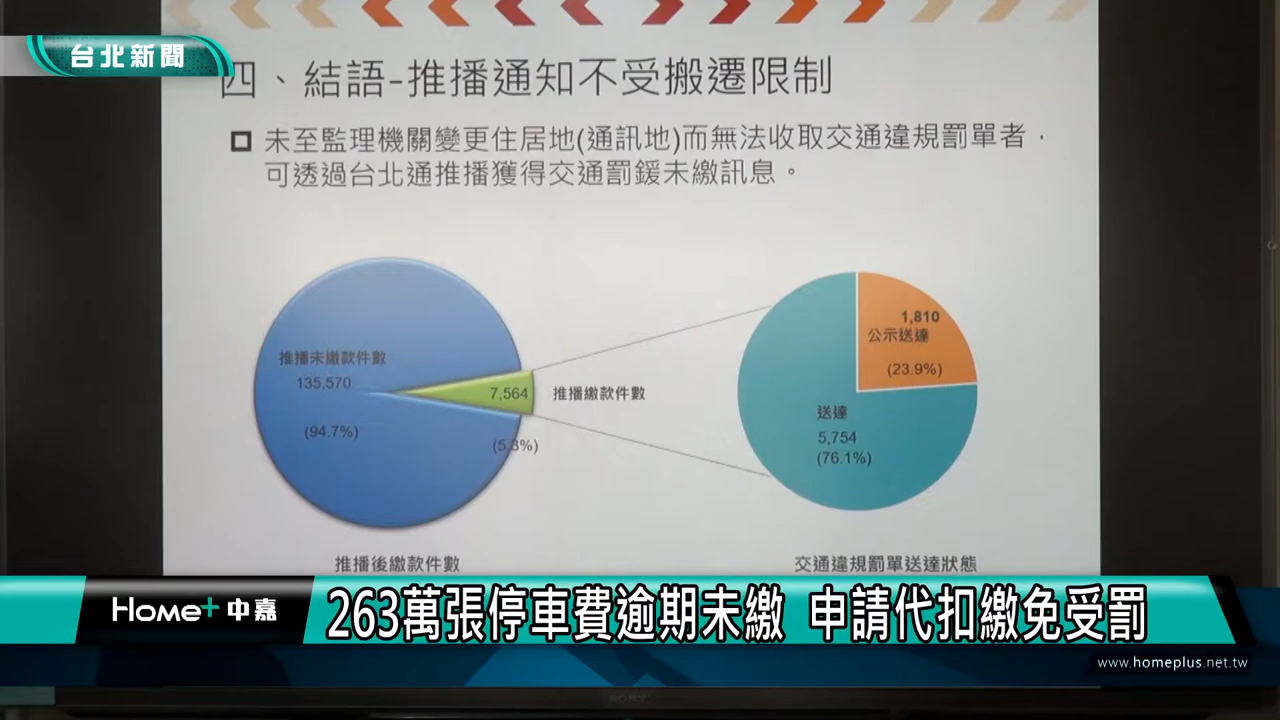 台北新聞
四、結語-推播通知不受搬遷限制
未至監理機關變更住居地(通訊地)而無法收取交通違規罰單者，
可透過台北通推播獲得交通罰鍰未繳訊息。
推播未繳款件數
135,570
(94.7%)
7,564
(5.3%)
推播繳款件數
1,810
公示送達
(23.9%)
送達
5,754
(76.1%)
推播後繳款件數
交通違規罰單送達狀態
Home+ 中嘉
263萬張停車費逾期未繳 申請代扣繳免受罰
www.homeplus.net.tw
SONY